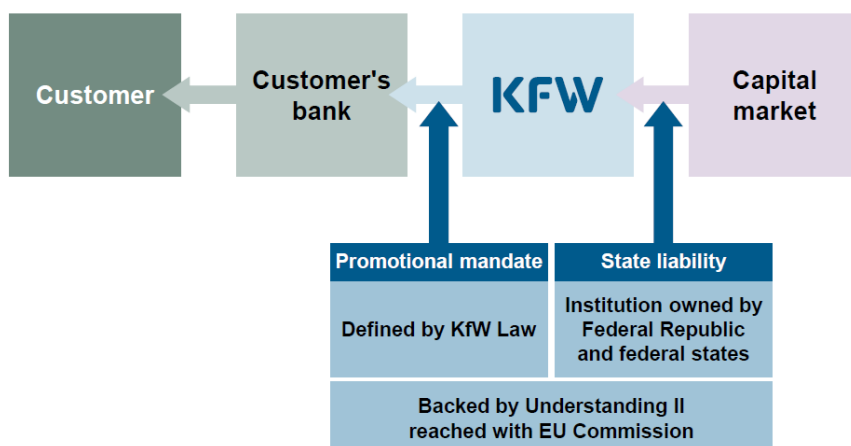 Customer
Customer's
bank
KFW
Capital
market
Promotional mandate
State liability
Defined by KfW Law
Institution owned by
Federal Republic
and federal states
Backed by Understanding II
reached with EU Commission